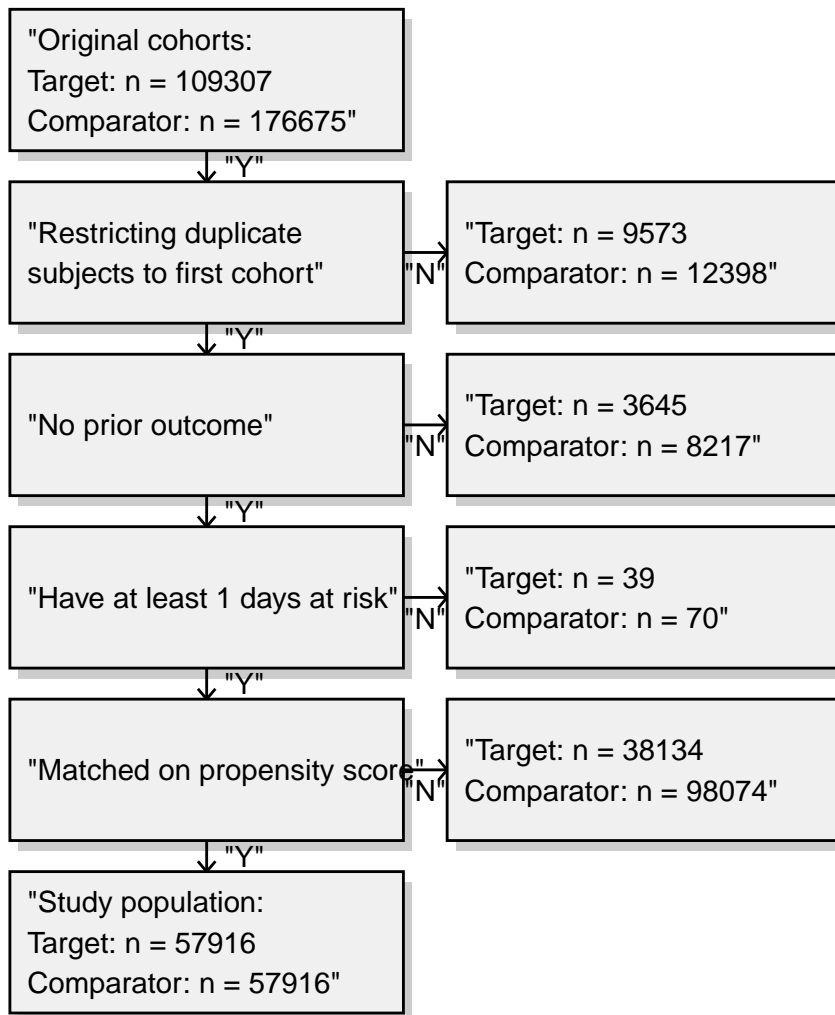 "Original cohorts:
Target: n = 109307
Comparator: n = 176675"
"Y"
"Restricting duplicate
subjects to first cohort"
"N"
"Target: n = 9573
Comparator: n = 12398"
"Y"
"No prior outcome"
"N"
"Target: n = 3645
Comparator: n = 8217"
"Y"
"Have at least 1 days at risk"
"N"
"Target: n = 39
Comparator: n = 70"
"Y"
"Matched on propensity score"
"N"
"Target: n = 38134
Comparator: n = 98074"
"Y"
"Study population:
Target: n = 57916
Comparator: n = 57916"